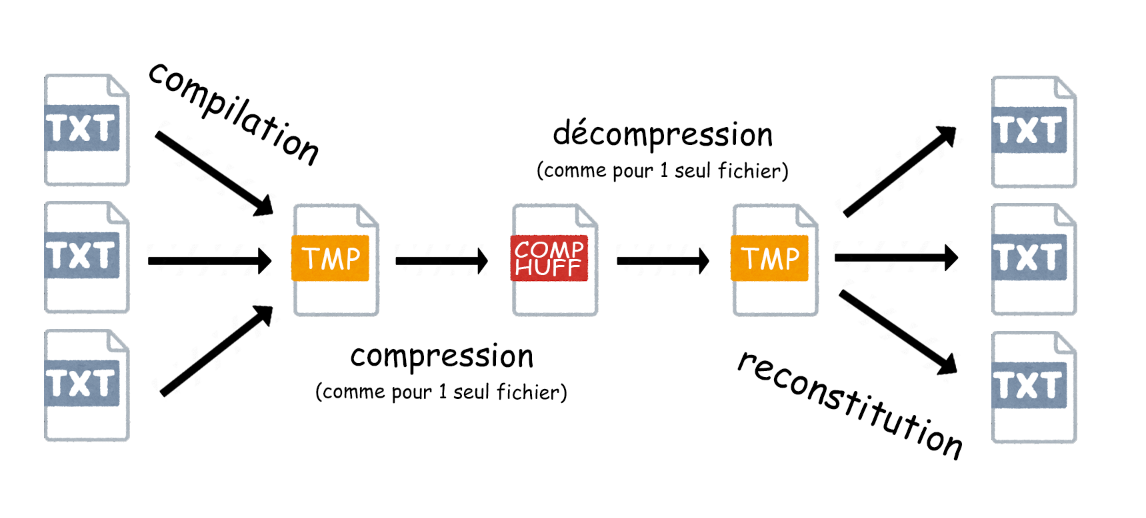 compilation
TXT
TXT
TXT
TMP
compression
(comme pour 1 seul fichier)
COMP
HUFF
décompression
(comme pour 1 seul fichier)
TMP
reconstitution
TXT
TXT
TXT